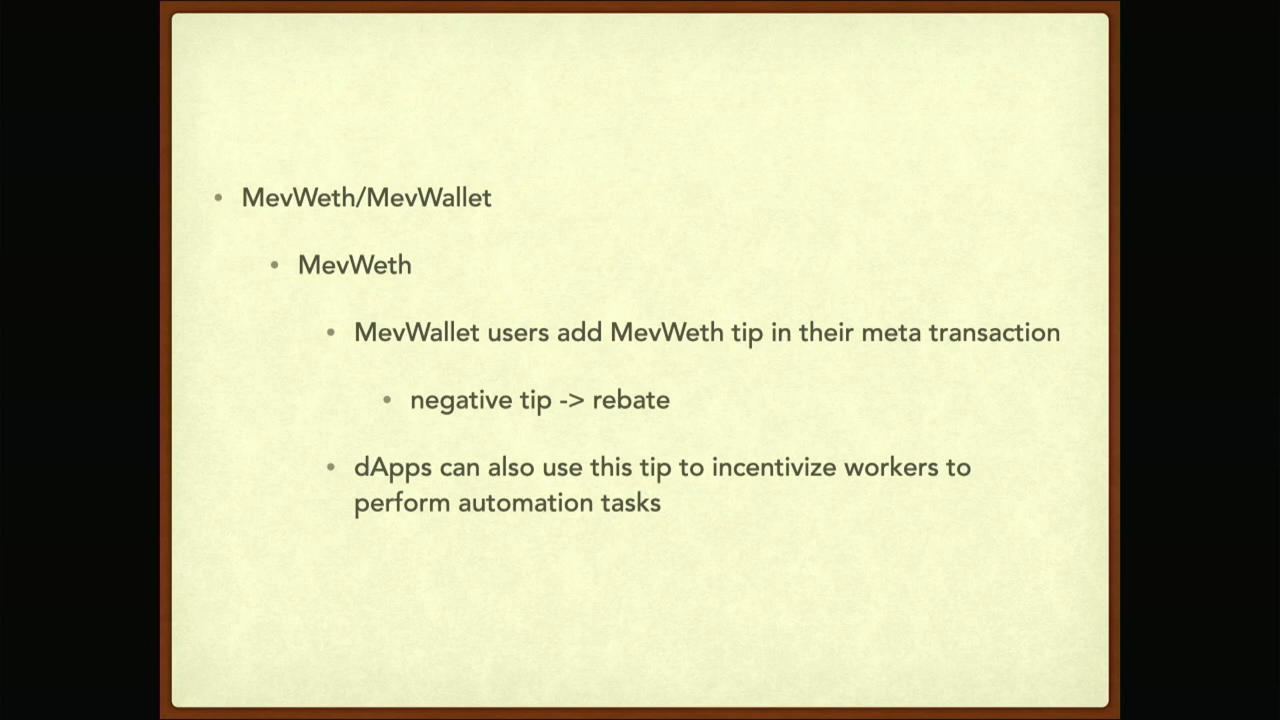 • MevWeth/MevWallet
• MevWeth
• MevWallet users add MevWeth tip in their meta transaction
• negative tip -> rebate
• dApps can also use this tip to incentivize workers to
perform automation tasks